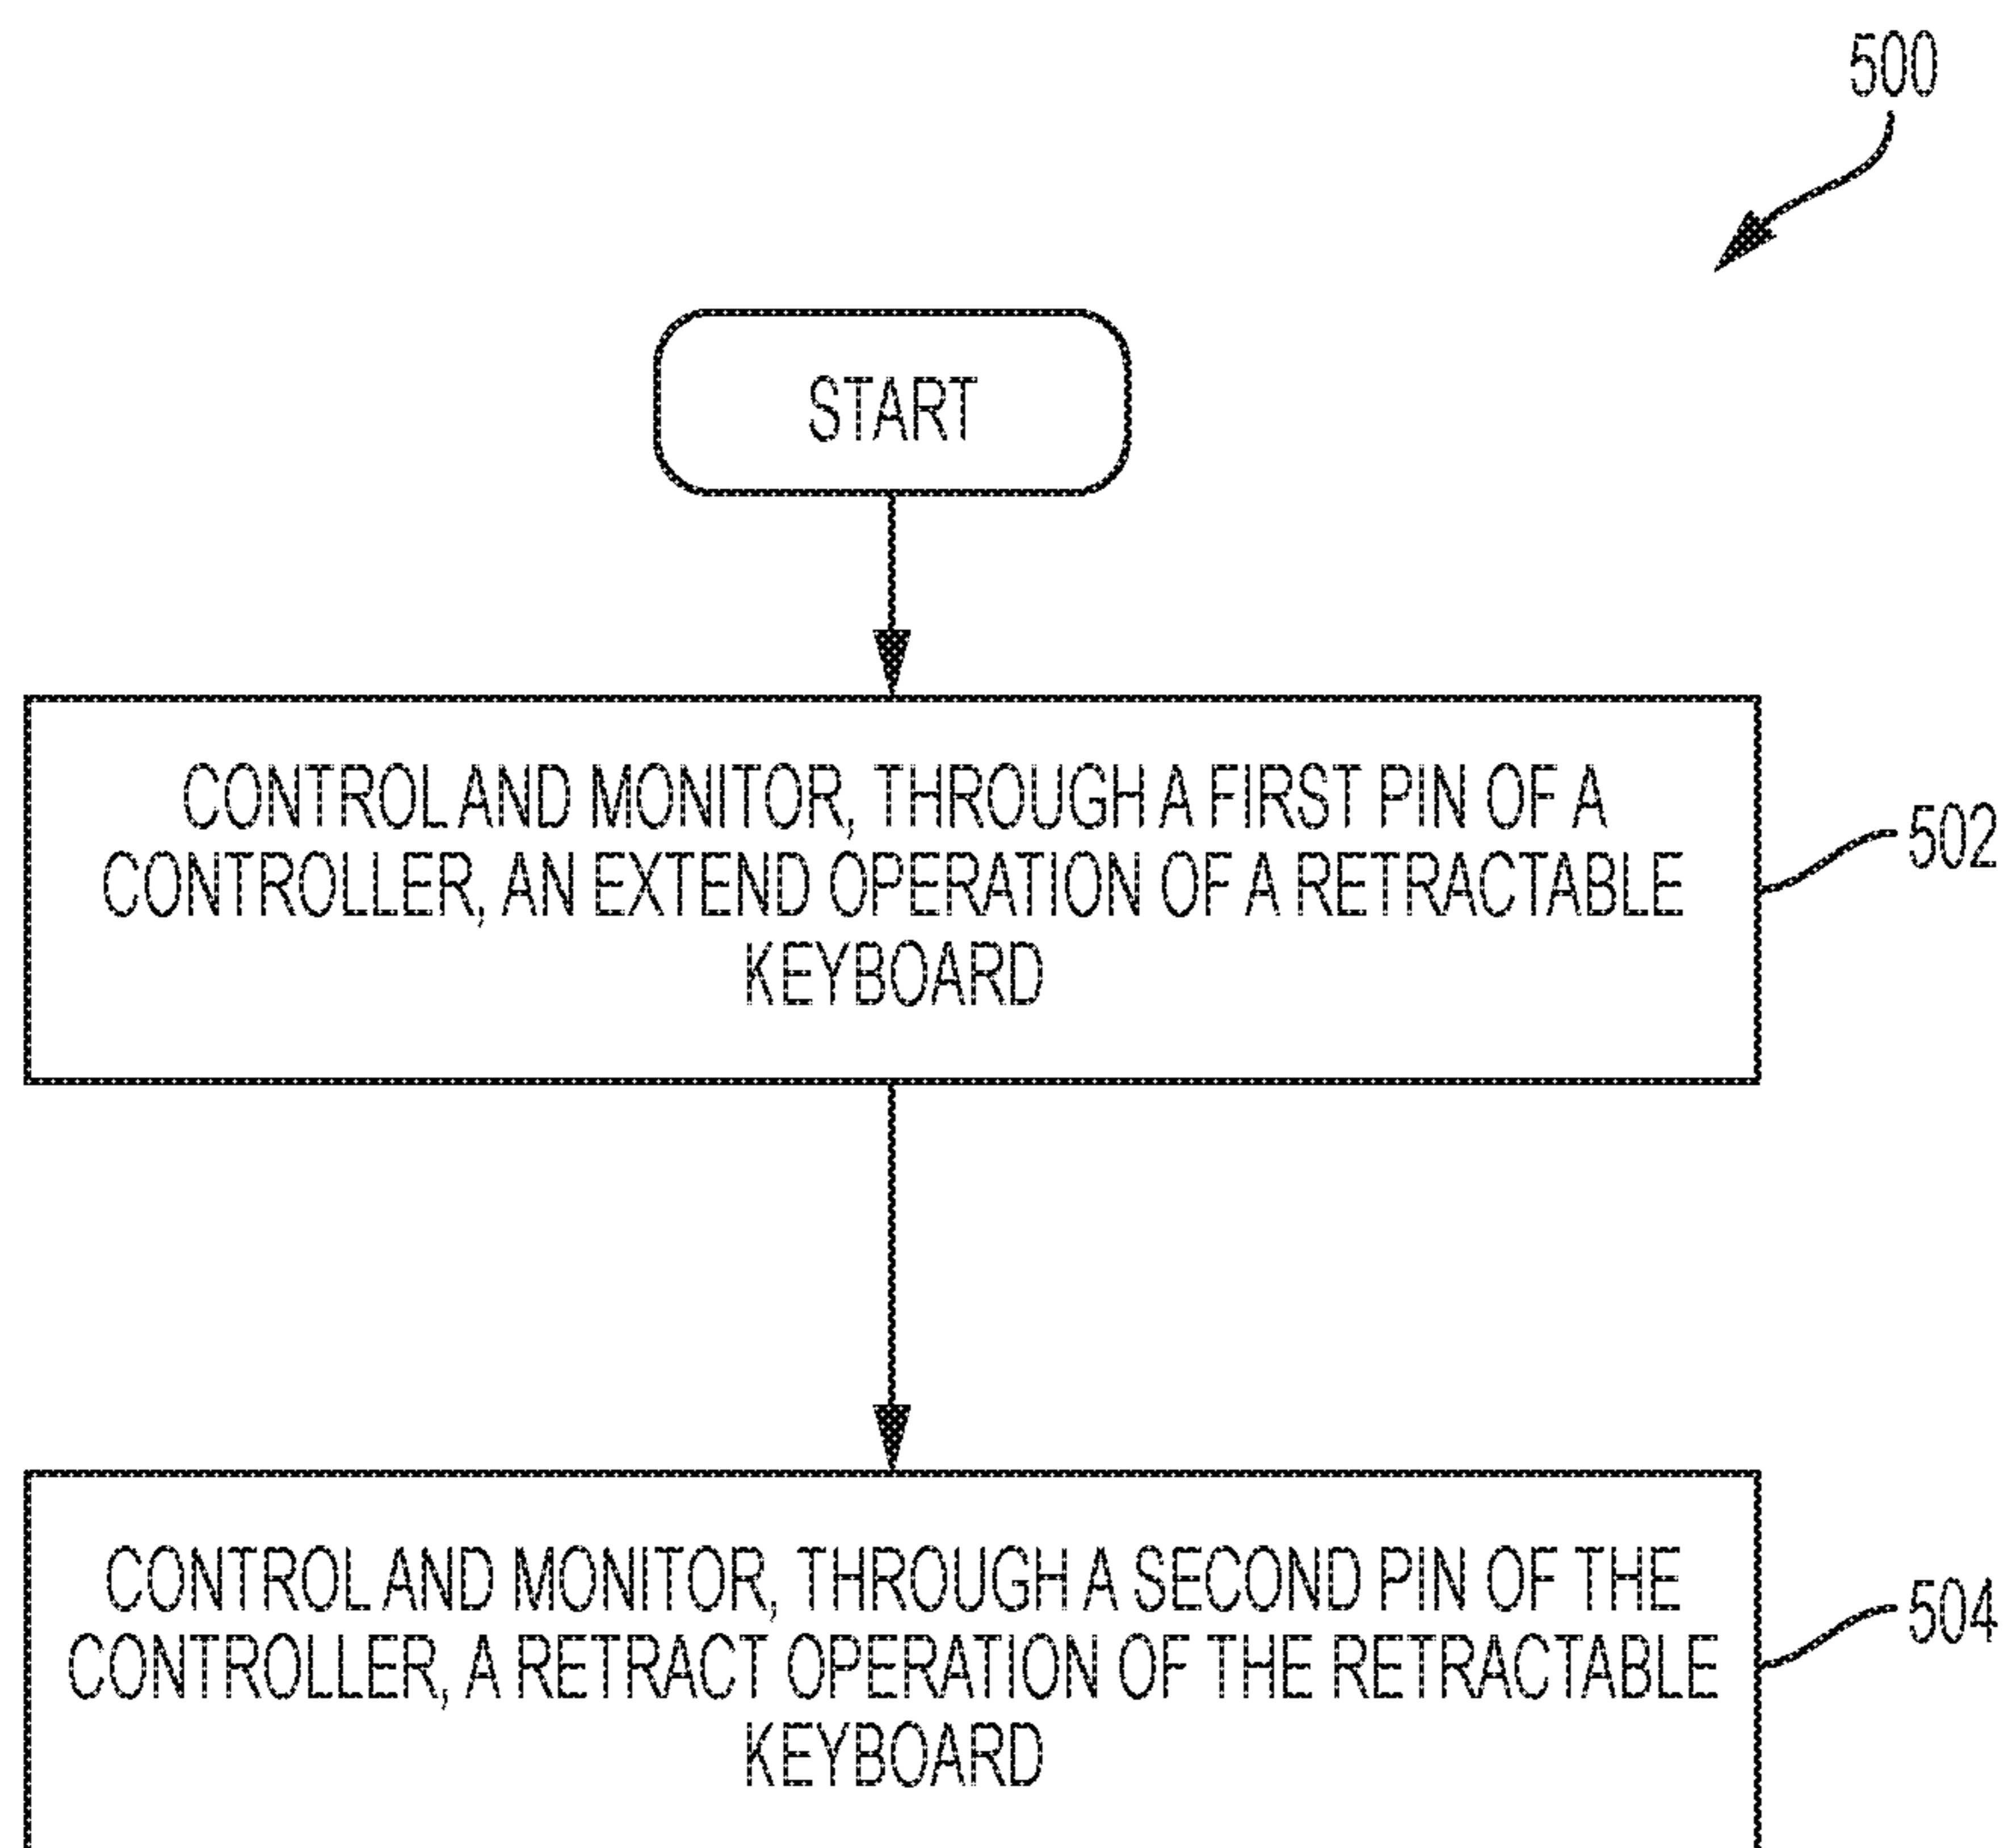 500
START
CONTROL AND MONITOR, THROUGH A FIRST PIN OF A
CONTROLLER, AN EXTEND OPERATION OF A RETRACTABLE
KEYBOARD
502
CONTROL AND MONITOR, THROUGH A SECOND PIN OF THE
CONTROLLER, A RETRACT OPERATION OF THE RETRACTABLE
KEYBOARD
504